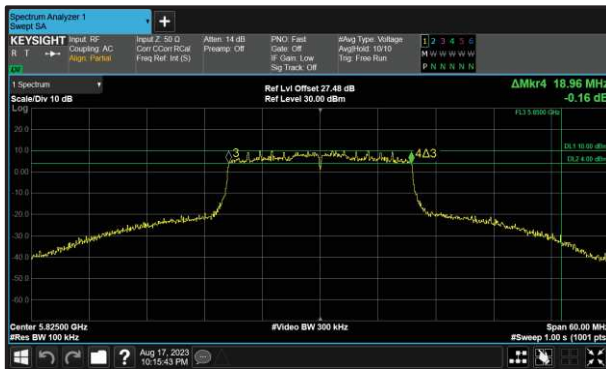 Spectrum Analyzer 1
Swept SA
+
KEYSIGHT
R T
Input: RF
Coupling: AC
Align: Partial
Input Z: 50 Ω
Corr CCorr RCal
Freq Ref: Int (S)
Atten: 14 dB
Preamp: Off
PNO: Fast
Gate: Off
IF Gain: Low
Sig Track: Off
#Avg Type: Voltage
Avg|Hold: 10/10
Trig: Free Run
1 2 3 4 5 6
M W W W W W
P N N N N N
1 Spectrum
Scale/Div 10 dB
Ref Lvl Offset 27.48 dB
Ref Level 30.00 dBm
ΔMkr4 18.96 MHz
-0.16 dB
Log
FL3 5.8500 GHz
20.0
10.0
0.00
-10.0
-20.0
-30.0
-40.0
-50.0
-60.0
3
4Δ3
DL1 10.00 dBm
DL2 4.00 dBm
Center 5.82500 GHz
#Res BW 100 kHz
#Video BW 300 kHz
Span 60.00 MHz
#Sweep 1.00 s (1001 pts)
?
Aug 17, 2023
10:15:43 PM